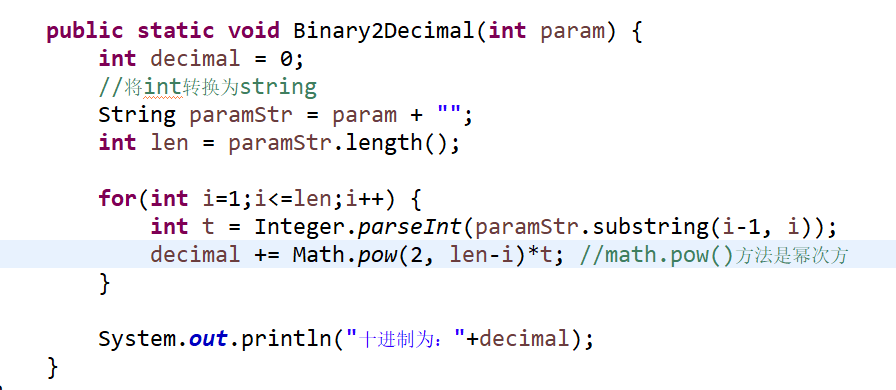 public static void Binary2Decimal(int param) {
    int decimal = 0;
    //将int转换为string
    String paramStr = param + "";
    int len = paramStr.length();

    for(int i=1;i<=len;i++) {
        int t = Integer.parseInt(paramStr.substring(i-1, i));
        decimal += Math.pow(2, len-i)*t; //math.pow()方法是幂次方
    }

    System.out.println("十进制为："+decimal);
}